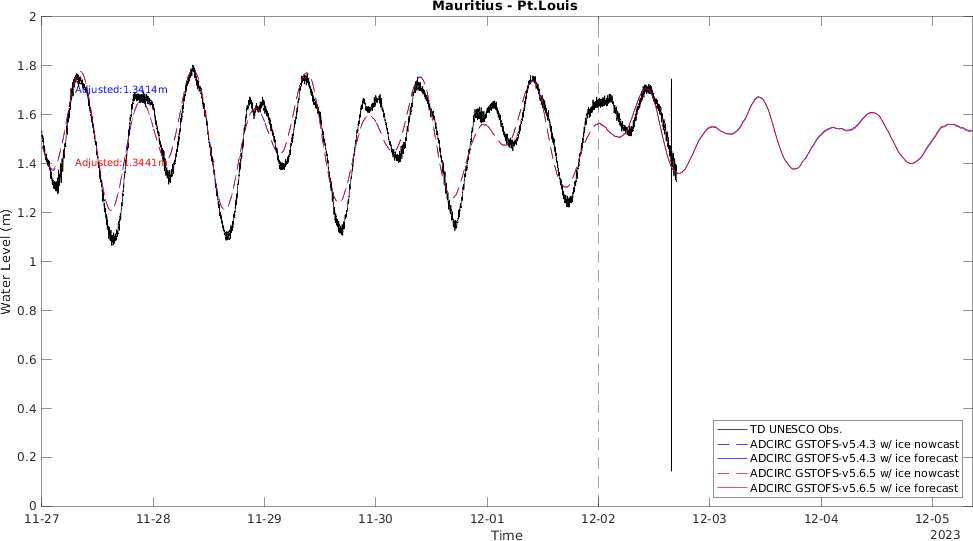 Mauritius - Pt.Louis
2
1.8
1.6
1.4
1.2
1
0.8
0.6
0.4
0.2
0
Water Level (m)
Adjusted:1.3414m
Adjusted:1.3441m
TD UNESCO Obs.
ADCIRC GSTOFS-v5.4.3 w/ ice nowcast
ADCIRC GSTOFS-v5.4.3 w/ ice forecast
ADCIRC GSTOFS-v5.6.5 w/ ice nowcast
ADCIRC GSTOFS-v5.6.5 w/ ice forecast
11-27 11-28 11-29 11-30 12-01 12-02 12-03 12-04 12-05
Time 2023